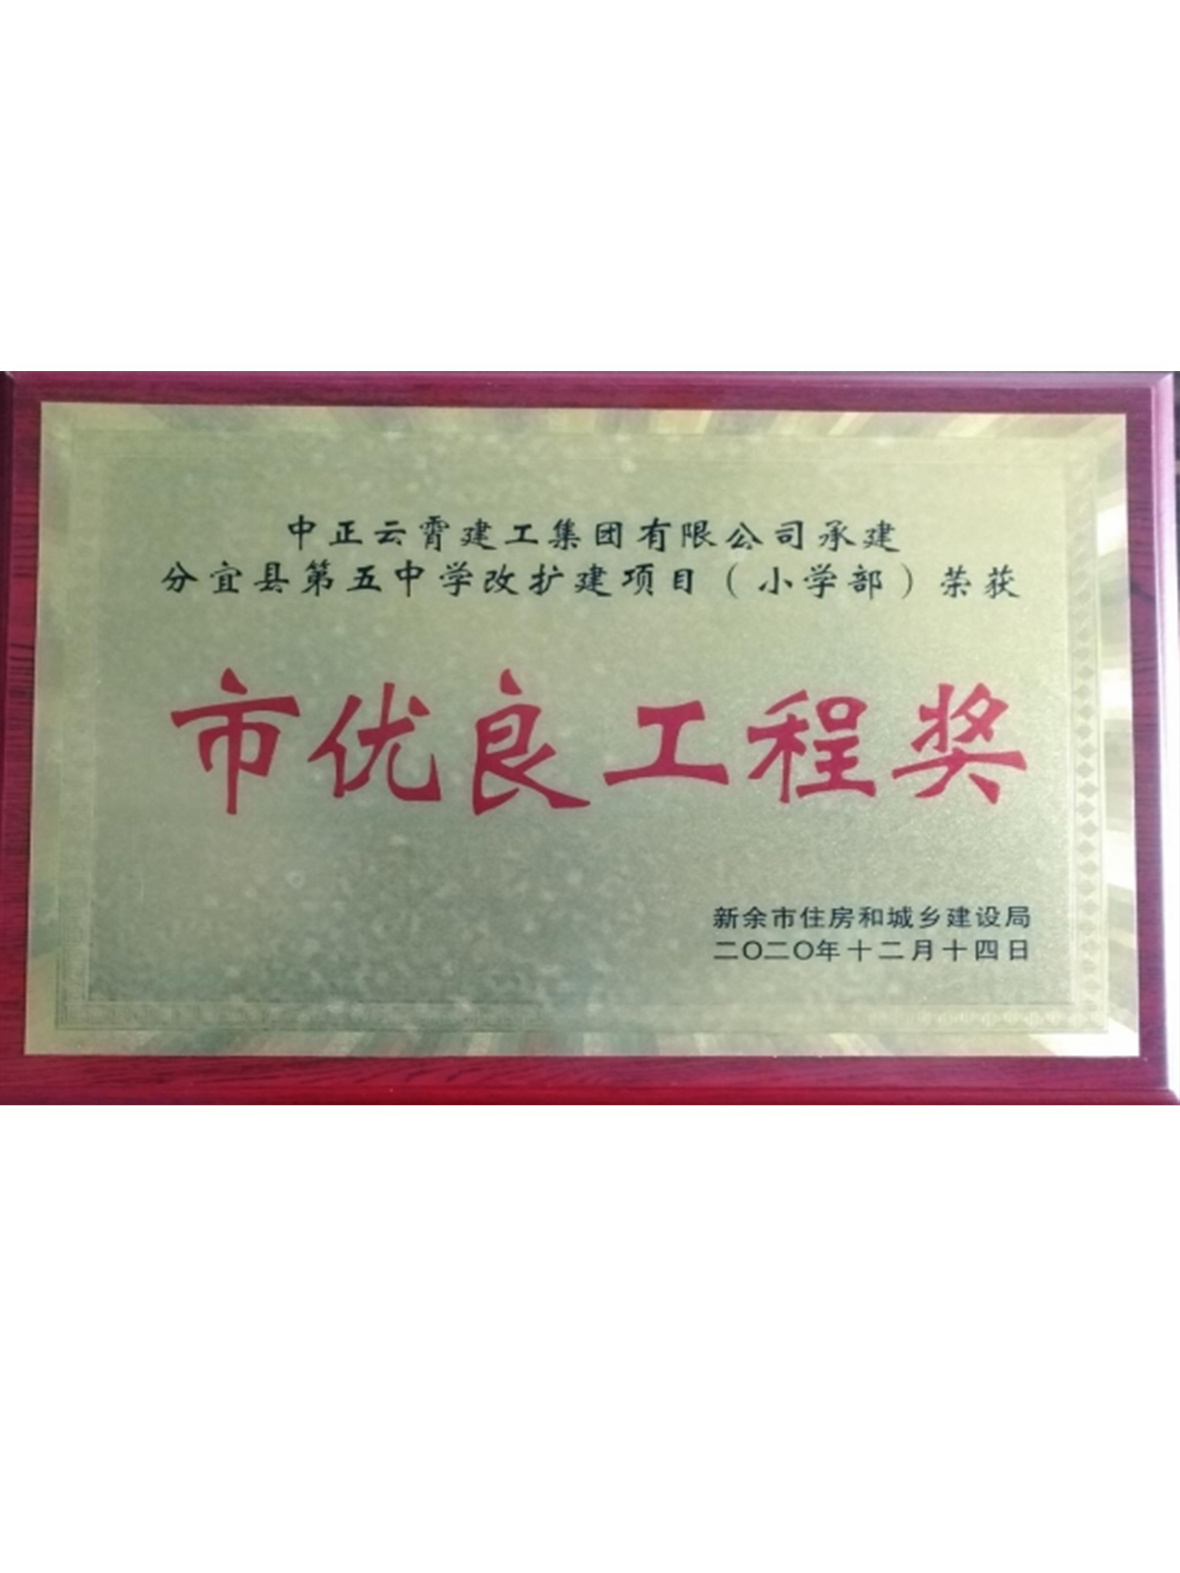 中正云霄建工集团有限公司承建
分宜县第五中学改扩建项目（小学部）荣获
市优良工程奖
新余市住房和城乡建设局
二〇二〇年十二月十四日